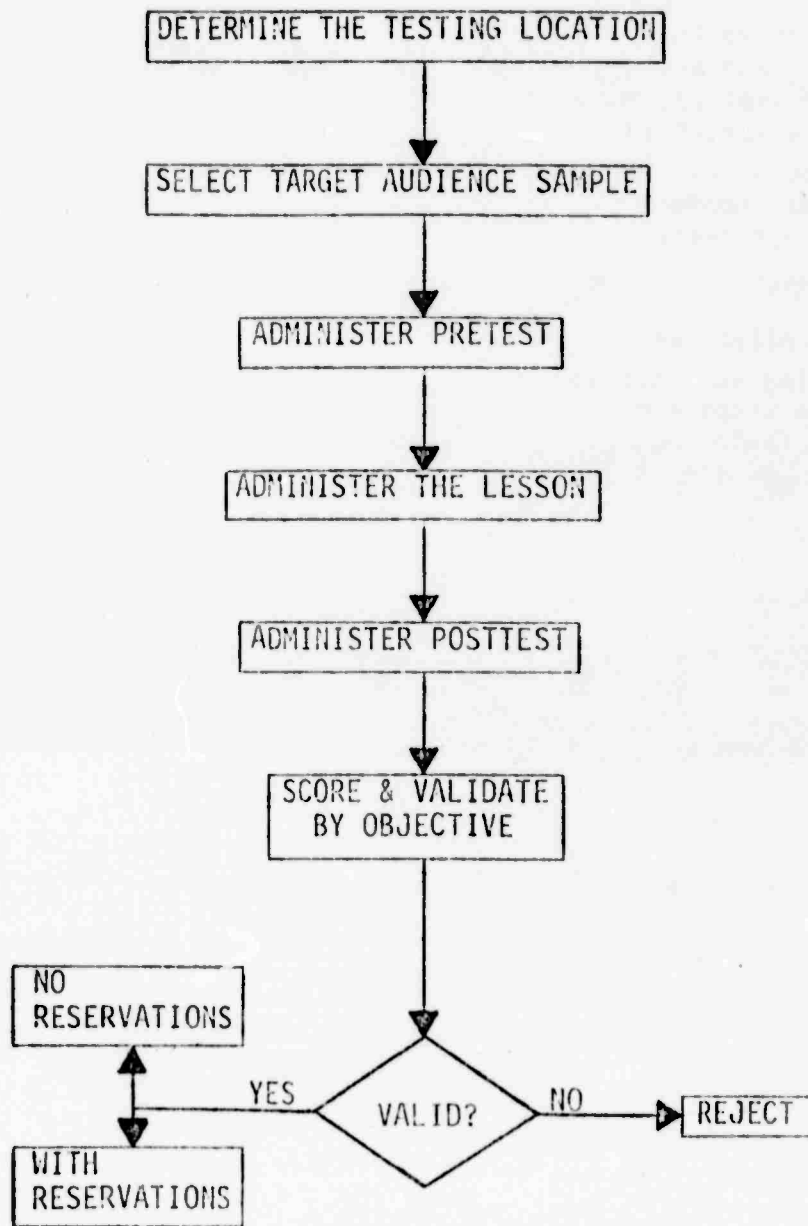 DETERMINE THE TESTING LOCATION
SELECT TARGET AUDIENCE SAMPLE
ADMINISTER PRETEST
ADMINISTER THE LESSON
ADMINISTER POSTTEST
SCORE & VALIDATE
BY OBJECTIVE
NO
RESERVATIONS
YES
VALID?
NO
REJECT
WITH
RESERVATIONS